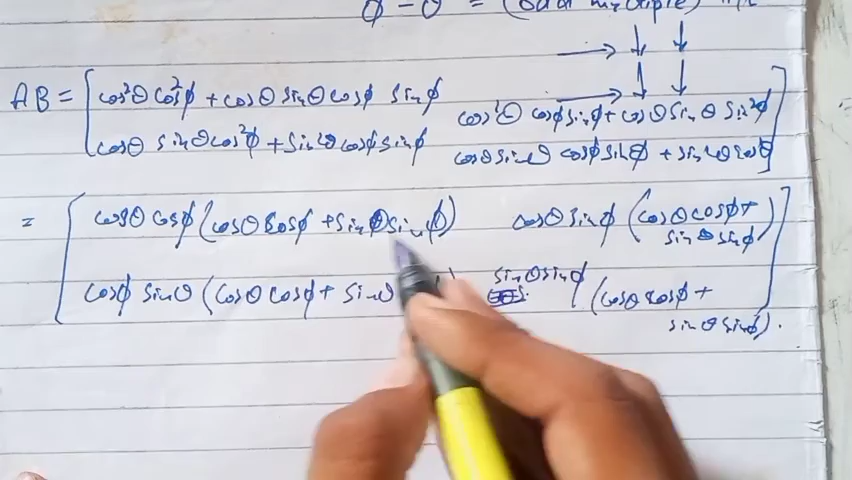 φ - θ = (odd multiple)
AB = [ cos²θ cos²φ + cosθ sinθ cosφ sinφ cos²θ cosφ sinφ + cosθ sinθ sin²φ
cosθ sinθ cos²φ + sin²θ cosφ sinφ cosθ sinθ cosφ sinφ + ]
= [ cosθ cosφ (cosθ cosφ + sinθ sinφ) cosθ sinφ (cosθ cosφ +
sinθ sinφ)
cosφ sinθ (cosθ cosφ + sinθ sinθ sinφ (cosθ cosφ +
sinθ sinφ) ].